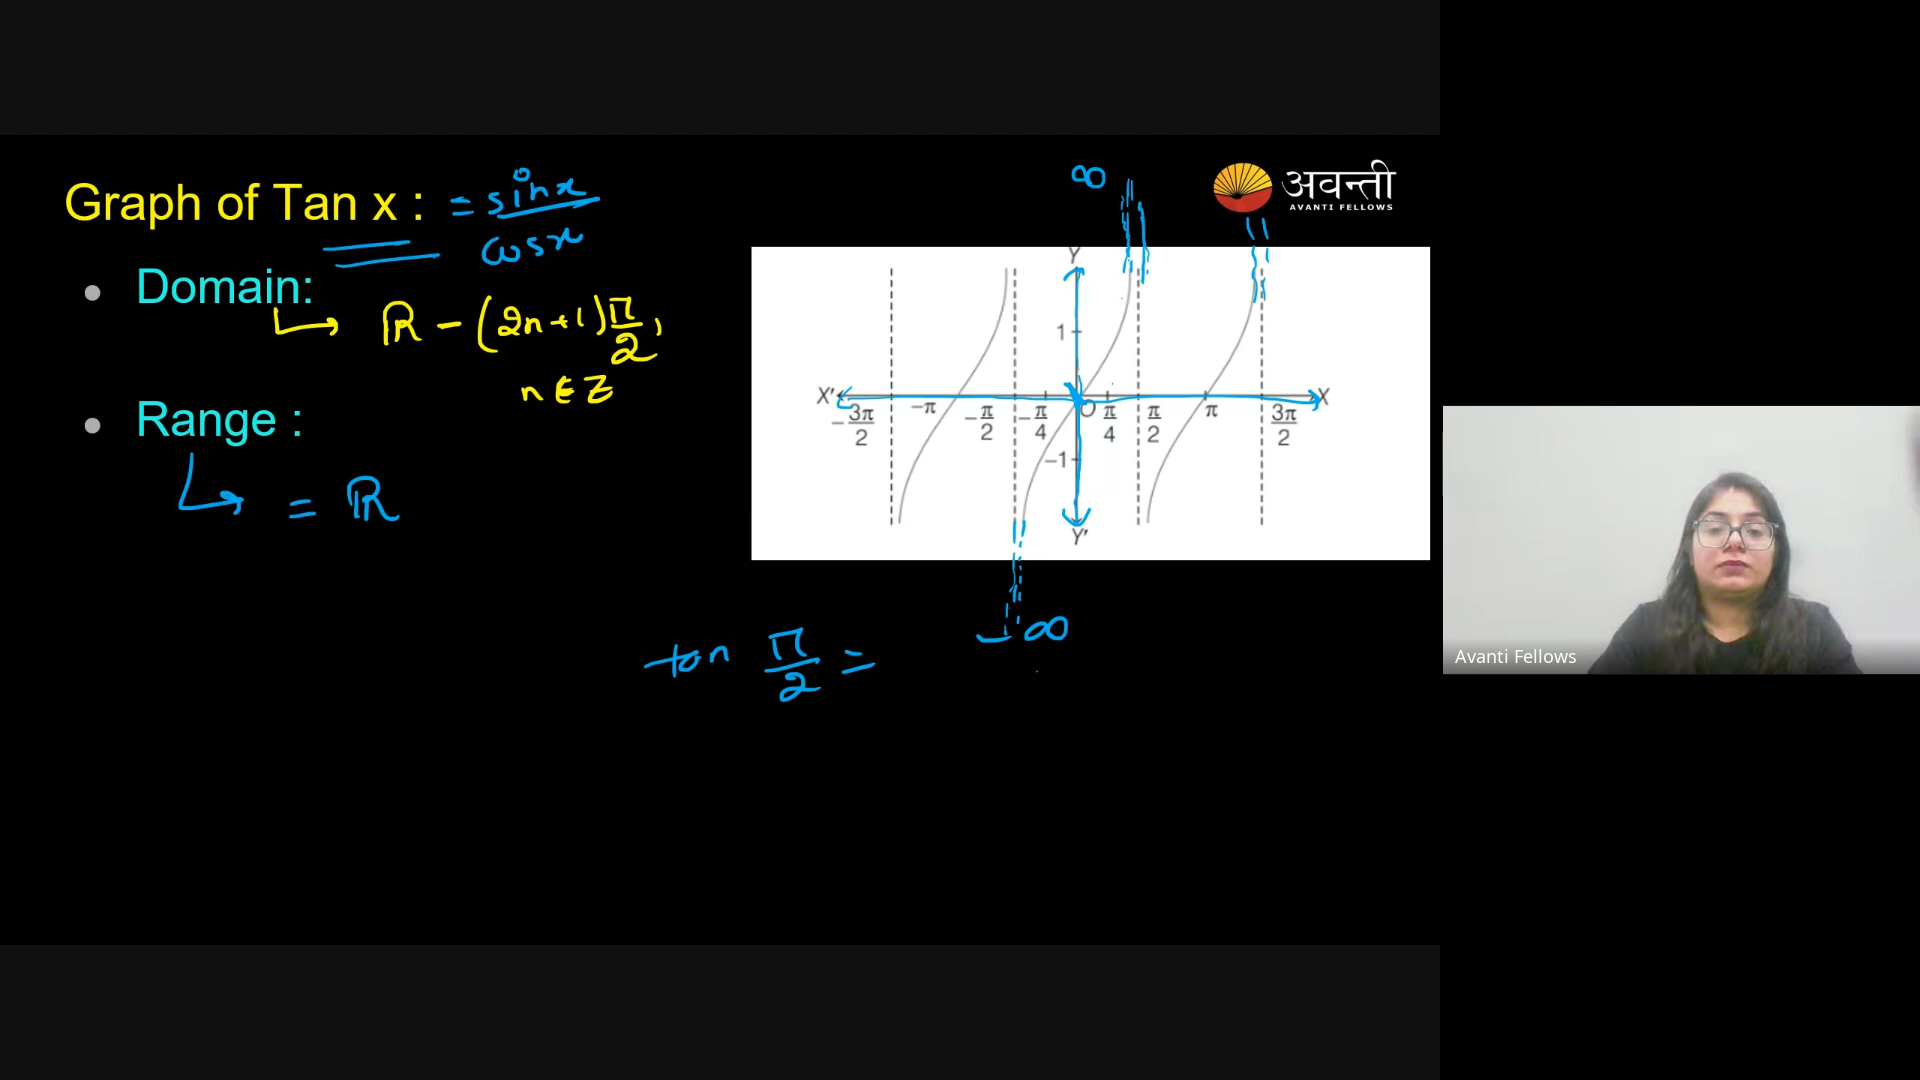 Graph of Tan x : = sinx / cosx
• Domain:
R - (2n+1)π/2,
n ∈ Z
• Range :
= R
∞
अवन्ती
AVANTI FELLOWS
Y
1
X' X
-3π/2 -π -π/2 -π/4 O π/4 π/2 π 3π/2
-1
Y'
-∞
tan π/2 =
Avanti Fellows